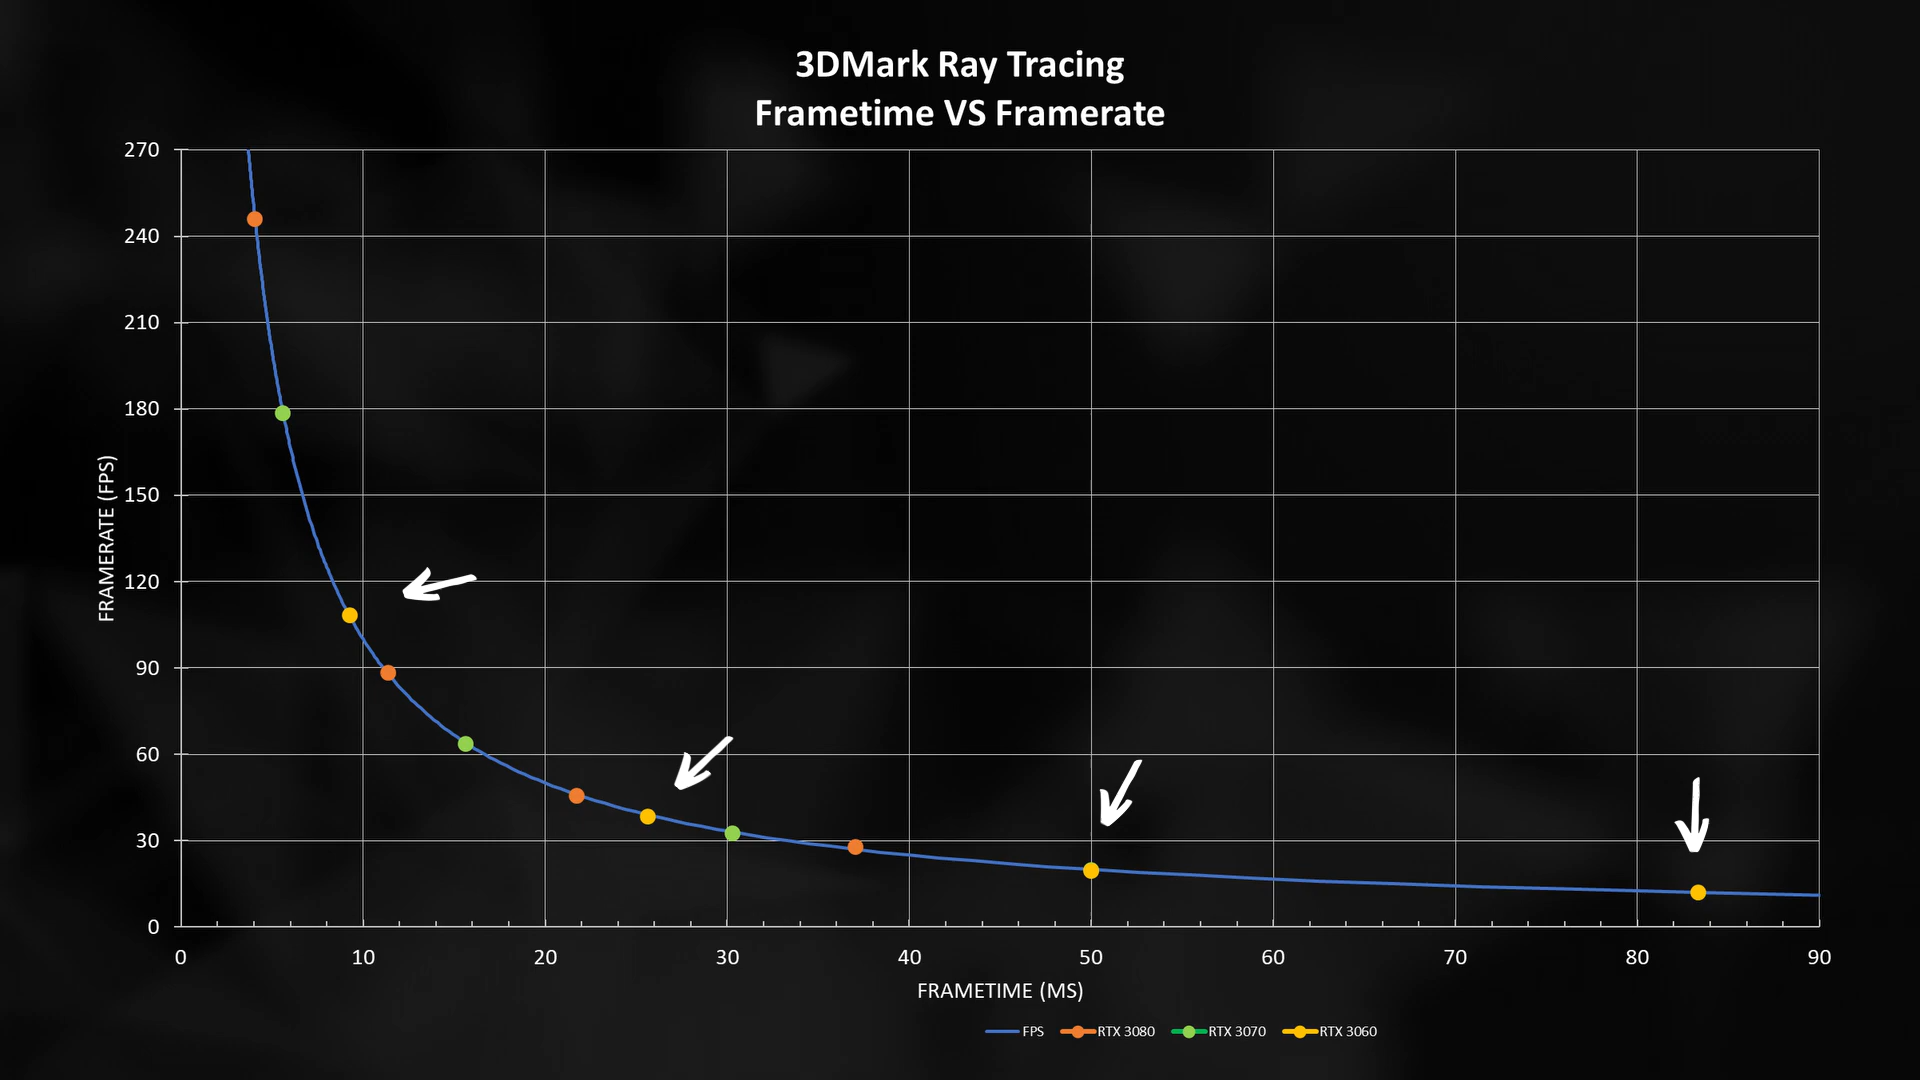 3DMark Ray Tracing
Frametime VS Framerate
270
240
210
180
150
120
90
60
30
0
FRAMERATE (FPS)
0 10 20 30 40 50 60 70 80 90
FRAMETIME (MS)
FPS RTX 3080 RTX 3070 RTX 3060